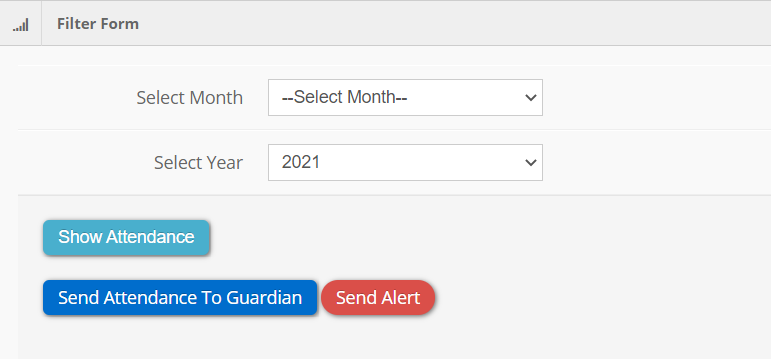 Filter Form
Select Month --Select Month--
Select Year 2021
Show Attendance
Send Attendance To Guardian Send Alert